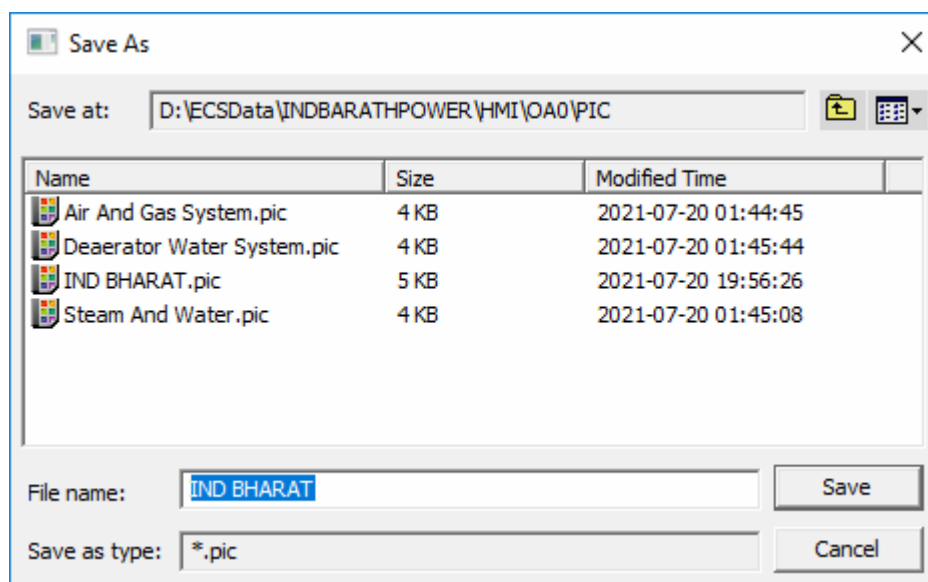 Save As
Save at: D:\ECSData\INDBARATHPOWER\HMI\OA0\PIC
Name Size Modified Time
Air And Gas System.pic 4 KB 2021-07-20 01:44:45
Deaerator Water System.pic 4 KB 2021-07-20 01:45:44
IND BHARAT.pic 5 KB 2021-07-20 19:56:26
Steam And Water.pic 4 KB 2021-07-20 01:45:08
File name: IND BHARAT Save
Save as type: *.pic Cancel